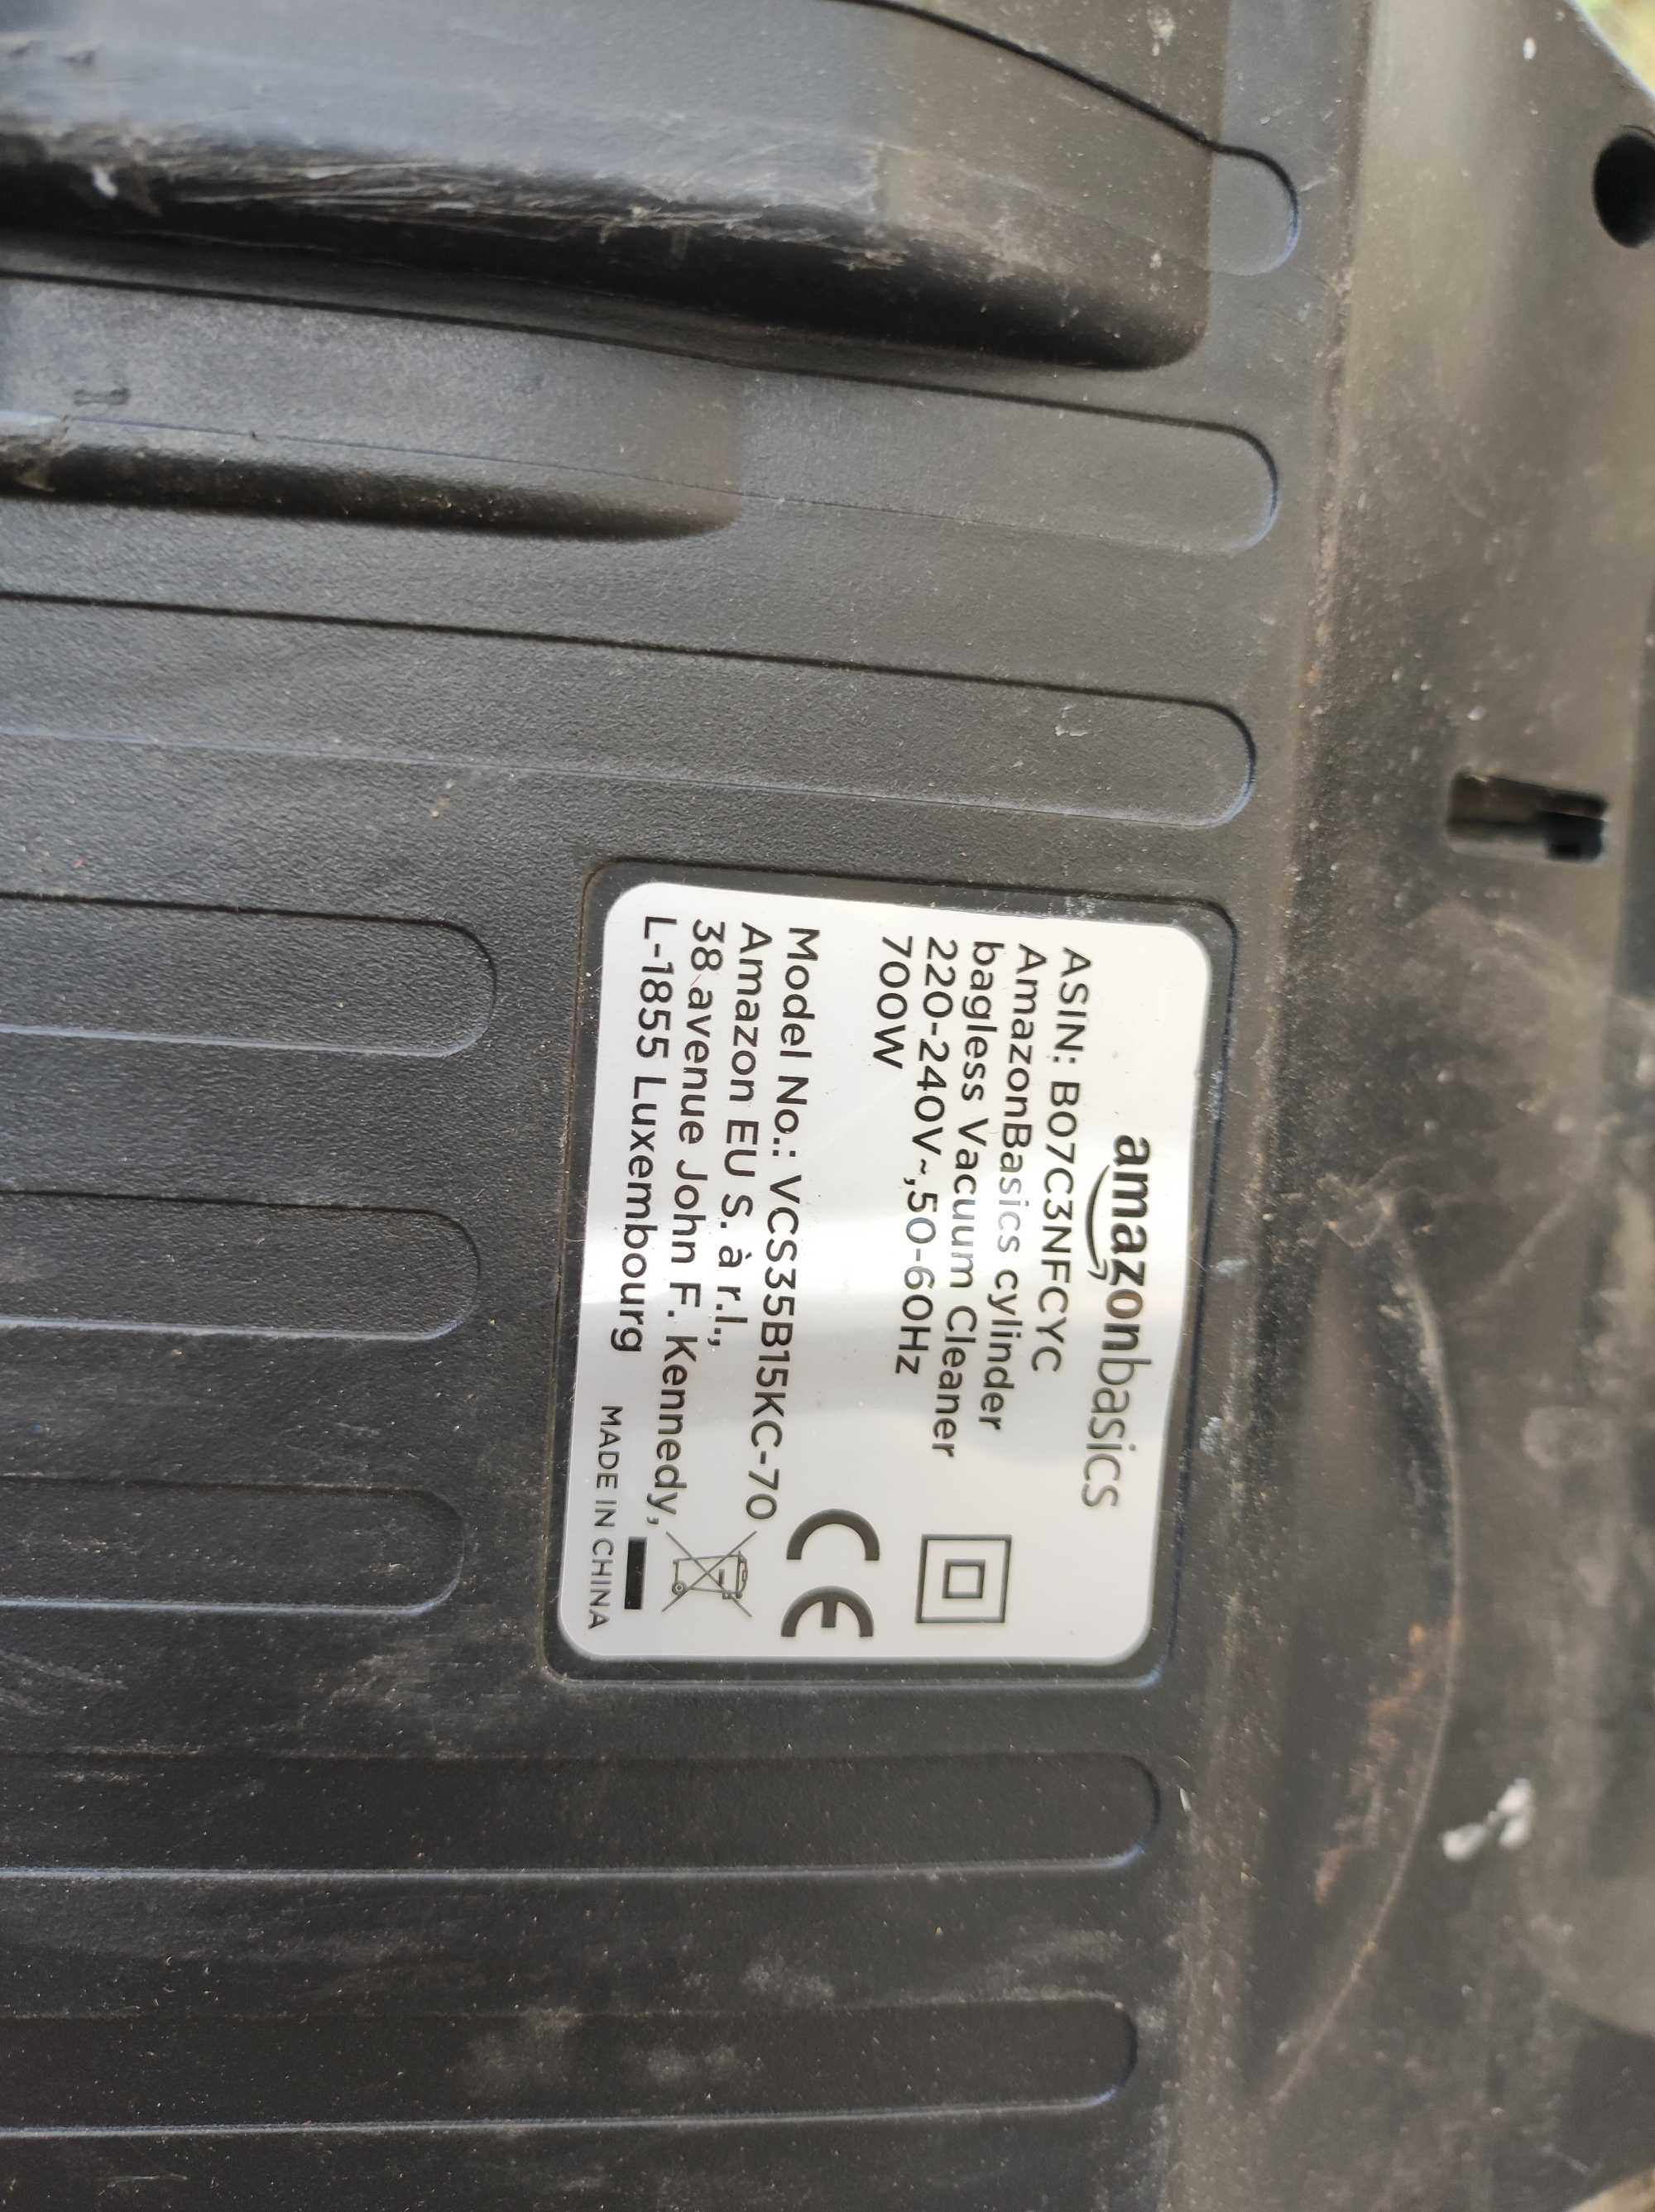 amazonbasics
ASIN: B07C3NFCYC
AmazonBasics cylinder
bagless Vacuum Cleaner
220-240V~,50-60Hz
700W
Model No.: VCS35B15KC-70
Amazon EU S. à r.l.,
38 avenue John F. Kennedy,
L-1855 Luxembourg
CE
MADE IN CHINA